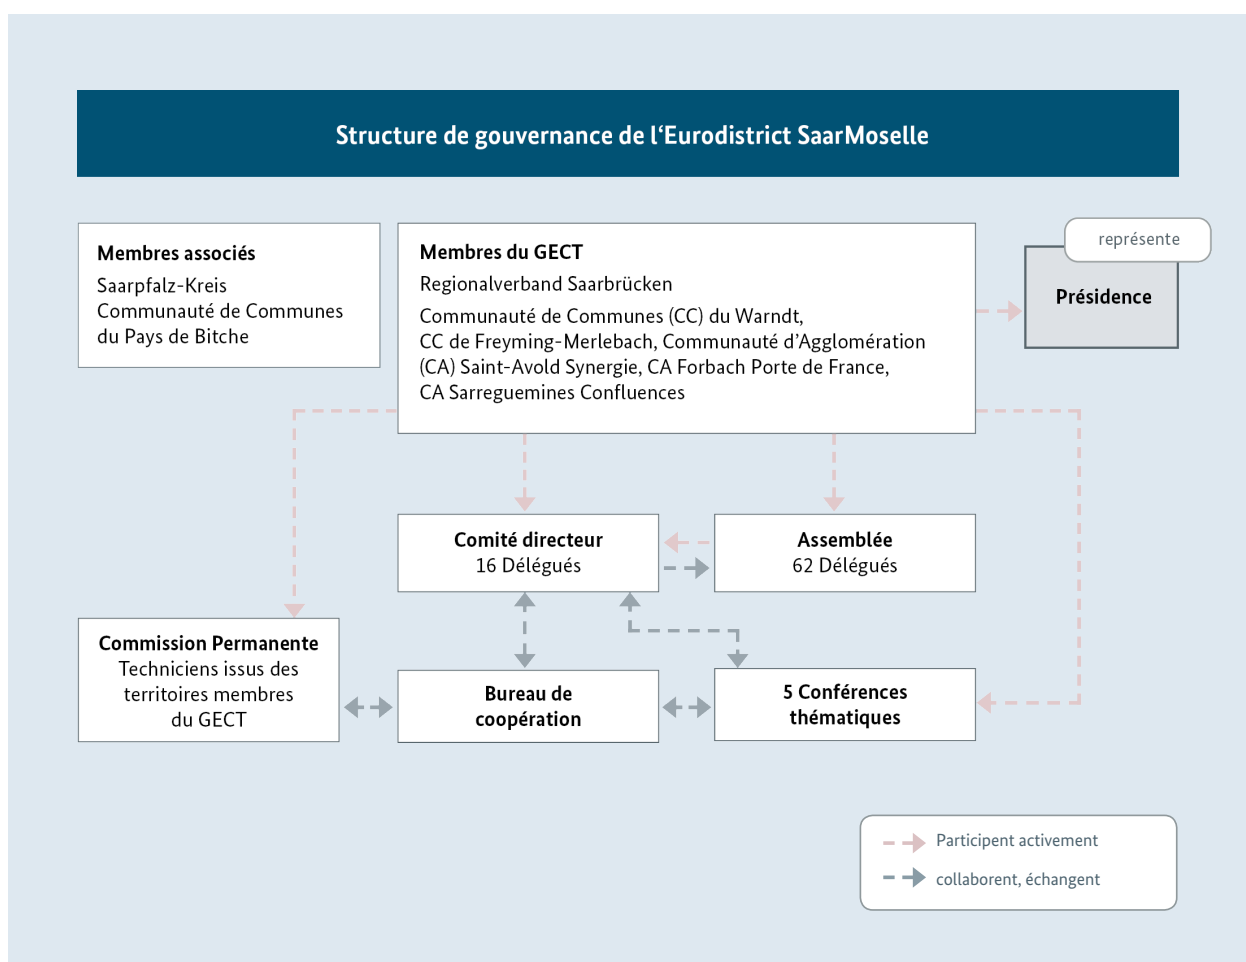 Structure de gouvernance de l‘Eurodistrict SaarMoselle
Membres associés
Saarpfalz-Kreis
Communauté de Communes
du Pays de Bitche
Membres du GECT
Regionalverband Saarbrücken
Communauté de Communes (CC) du Warndt,
CC de Freyming-Merlebach, Communauté d’Agglomération
(CA) Saint-Avold Synergie, CA Forbach Porte de France,
CA Sarreguemines Confluences
représente
Présidence
Comité directeur
16 Délégués
Assemblée
62 Délégués
Commission Permanente
Techniciens issus des
territoires membres
du GECT
Bureau de
coopération
5 Conférences
thématiques
Participent activement
collaborent, échangent